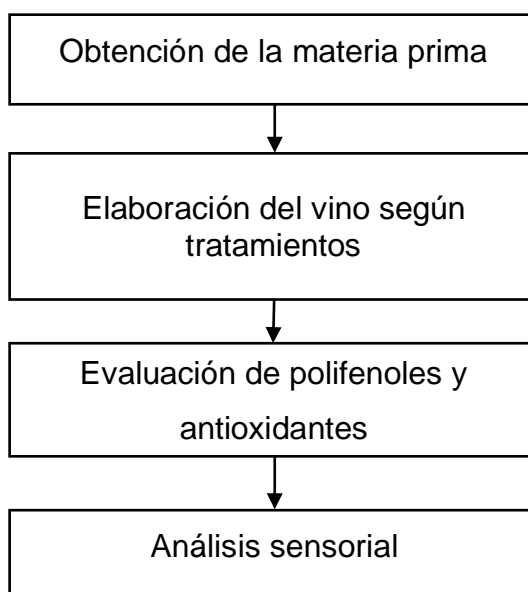 Obtención de la materia prima
Elaboración del vino según
tratamientos
Evaluación de polifenoles y
antioxidantes
Análisis sensorial